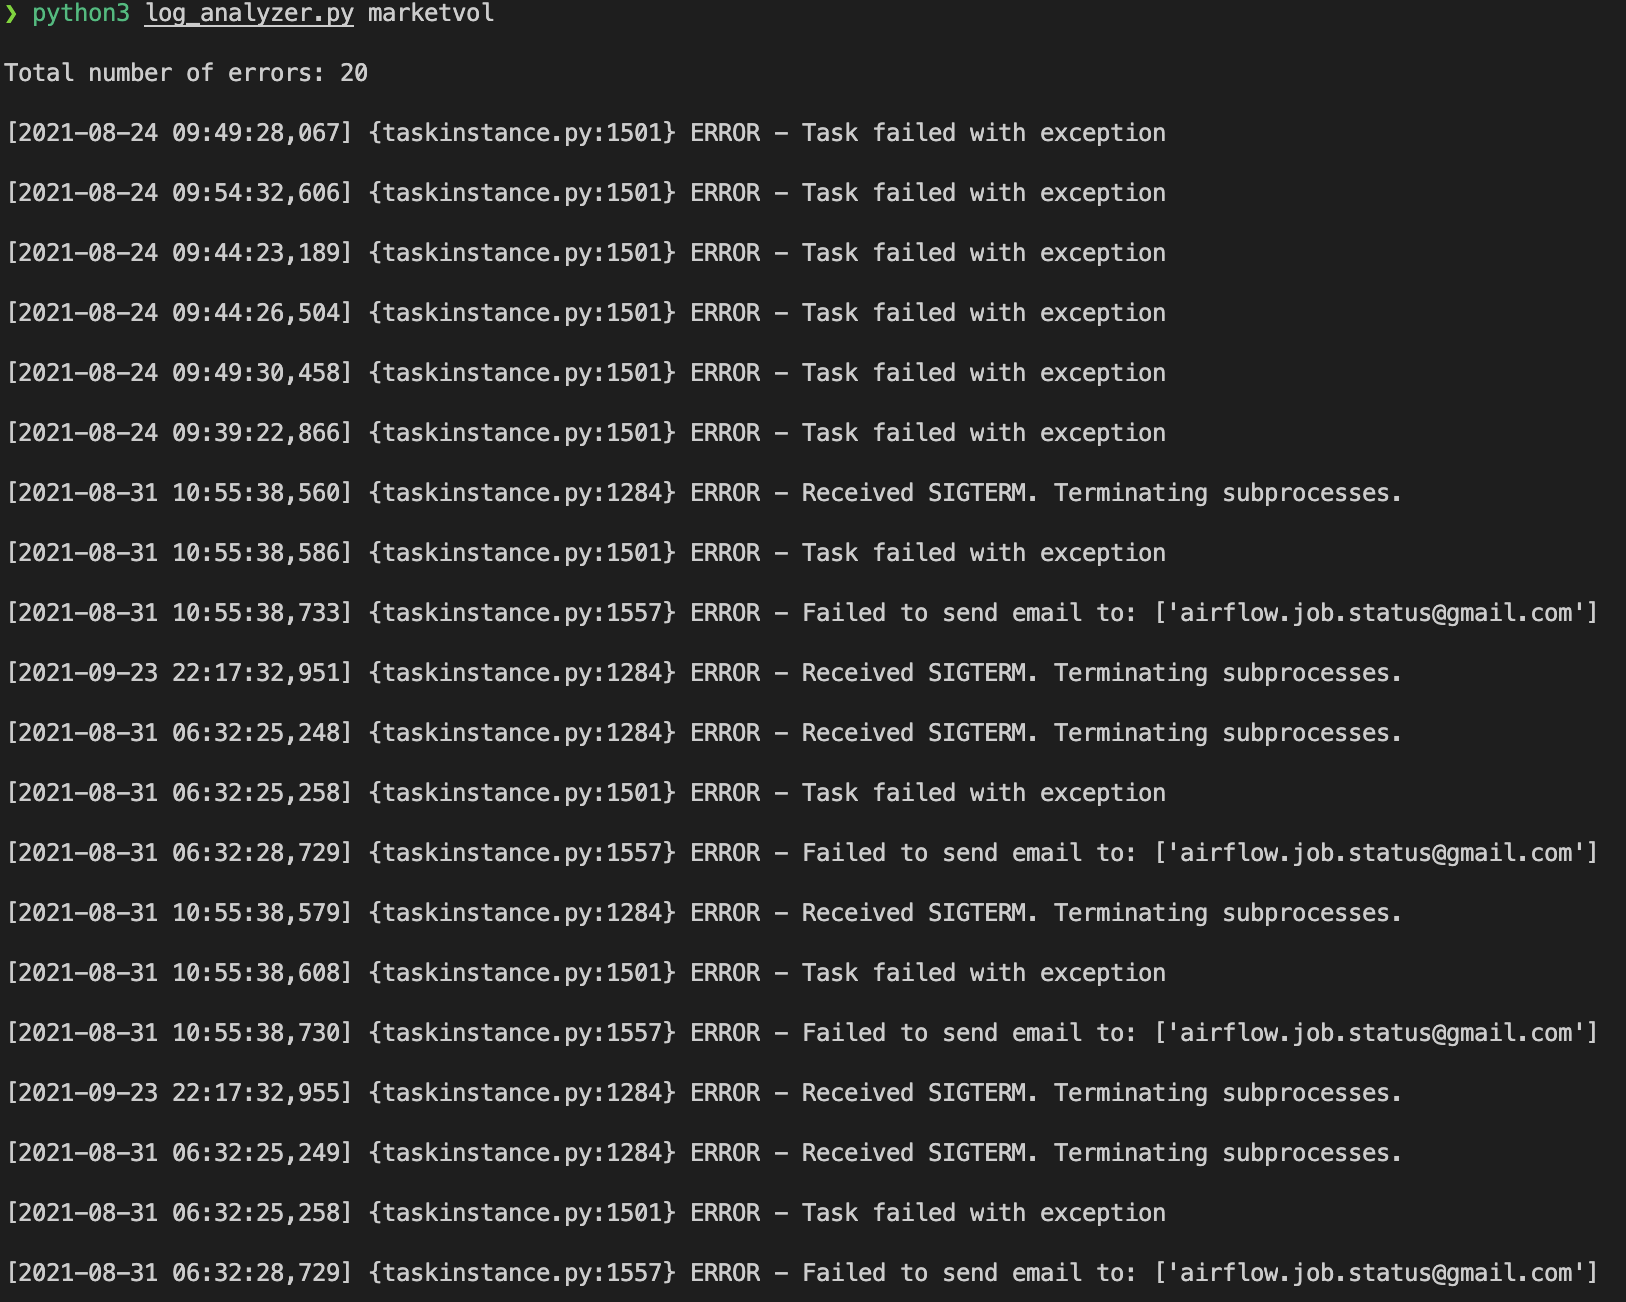 ❯ python3 log_analyzer.py marketvol
Total number of errors: 20
[2021-08-24 09:49:28,067] {taskinstance.py:1501} ERROR - Task failed with exception
[2021-08-24 09:54:32,606] {taskinstance.py:1501} ERROR - Task failed with exception
[2021-08-24 09:44:23,189] {taskinstance.py:1501} ERROR - Task failed with exception
[2021-08-24 09:44:26,504] {taskinstance.py:1501} ERROR - Task failed with exception
[2021-08-24 09:49:30,458] {taskinstance.py:1501} ERROR - Task failed with exception
[2021-08-24 09:39:22,866] {taskinstance.py:1501} ERROR - Task failed with exception
[2021-08-31 10:55:38,560] {taskinstance.py:1284} ERROR - Received SIGTERM. Terminating subprocesses.
[2021-08-31 10:55:38,586] {taskinstance.py:1501} ERROR - Task failed with exception
[2021-08-31 10:55:38,733] {taskinstance.py:1557} ERROR - Failed to send email to: ['airflow.job.status@gmail.com']
[2021-09-23 22:17:32,951] {taskinstance.py:1284} ERROR - Received SIGTERM. Terminating subprocesses.
[2021-08-31 06:32:25,248] {taskinstance.py:1284} ERROR - Received SIGTERM. Terminating subprocesses.
[2021-08-31 06:32:25,258] {taskinstance.py:1501} ERROR - Task failed with exception
[2021-08-31 06:32:28,729] {taskinstance.py:1557} ERROR - Failed to send email to: ['airflow.job.status@gmail.com']
[2021-08-31 10:55:38,579] {taskinstance.py:1284} ERROR - Received SIGTERM. Terminating subprocesses.
[2021-08-31 10:55:38,608] {taskinstance.py:1501} ERROR - Task failed with exception
[2021-08-31 10:55:38,730] {taskinstance.py:1557} ERROR - Failed to send email to: ['airflow.job.status@gmail.com']
[2021-09-23 22:17:32,955] {taskinstance.py:1284} ERROR - Received SIGTERM. Terminating subprocesses.
[2021-08-31 06:32:25,249] {taskinstance.py:1284} ERROR - Received SIGTERM. Terminating subprocesses.
[2021-08-31 06:32:25,258] {taskinstance.py:1501} ERROR - Task failed with exception
[2021-08-31 06:32:28,729] {taskinstance.py:1557} ERROR - Failed to send email to: ['airflow.job.status@gmail.com']